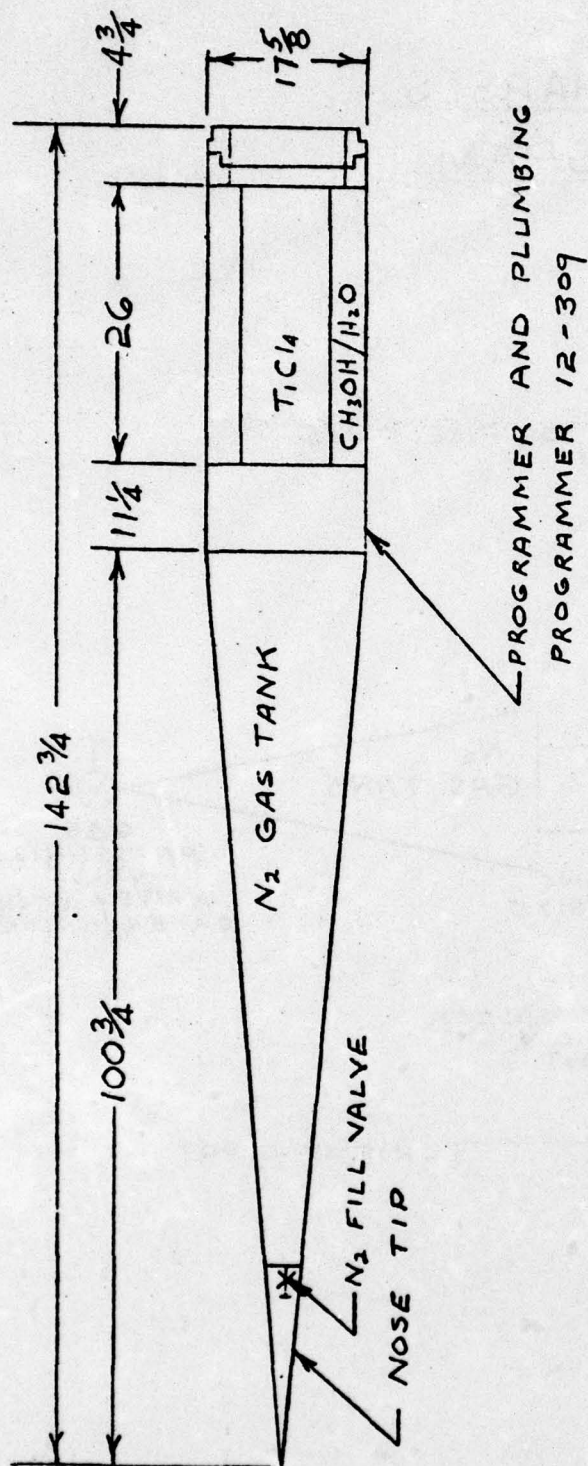 142 3/4
100 3/4
11 1/4
26
4 3/4
17 5/8
N2 GAS TANK
TiCl4
CH3OH/H2O
N2 FILL VALVE
NOSE TIP
PROGRAMMER AND PLUMBING
PROGRAMMER 12-309